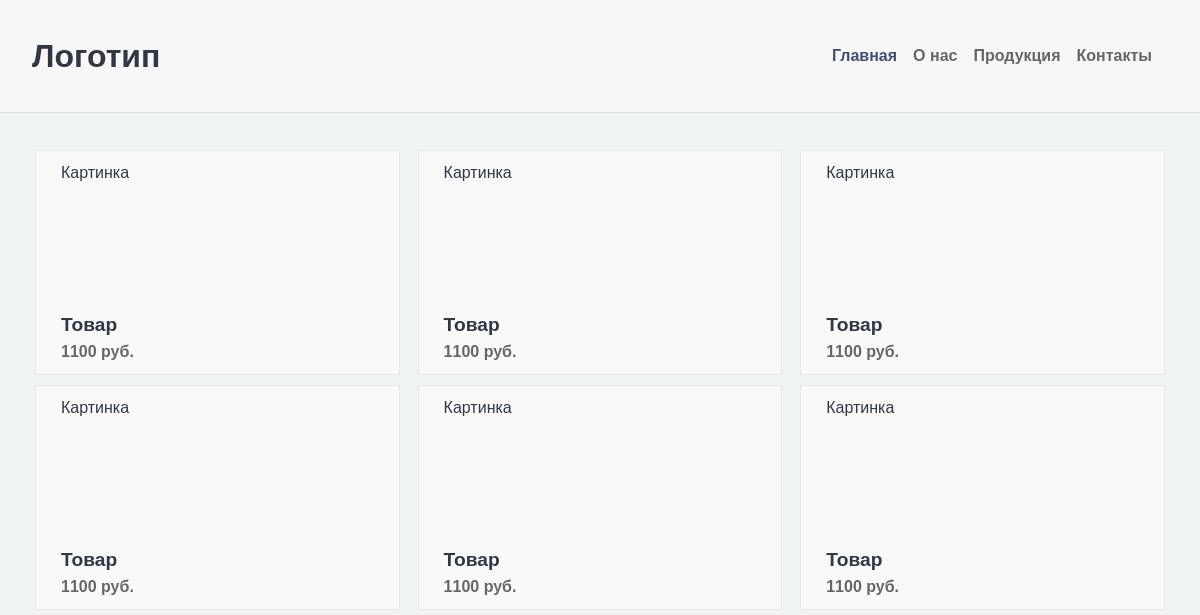 Логотип
Главная О нас Продукция Контакты
Картинка Картинка Картинка
Товар Товар Товар
1100 руб. 1100 руб. 1100 руб.
Картинка Картинка Картинка
Товар Товар Товар
1100 руб. 1100 руб. 1100 руб.